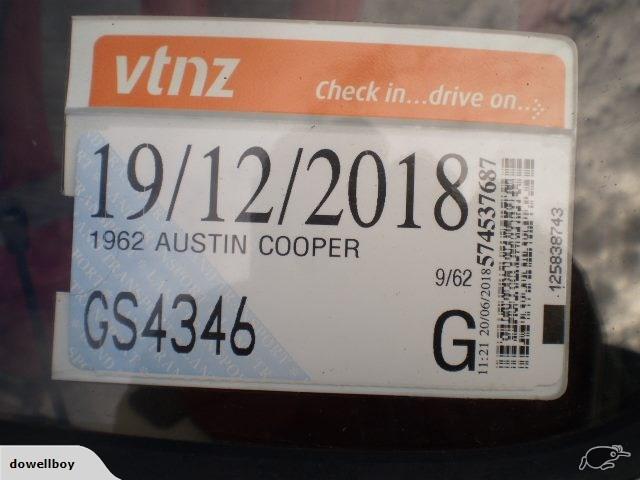 vtnz
Check in...drive on...
19/12/2018
1962 AUSTIN COOPER
9/62
GS4346
G
11:21 20/06/2018 574537687
125838743
dowellboy